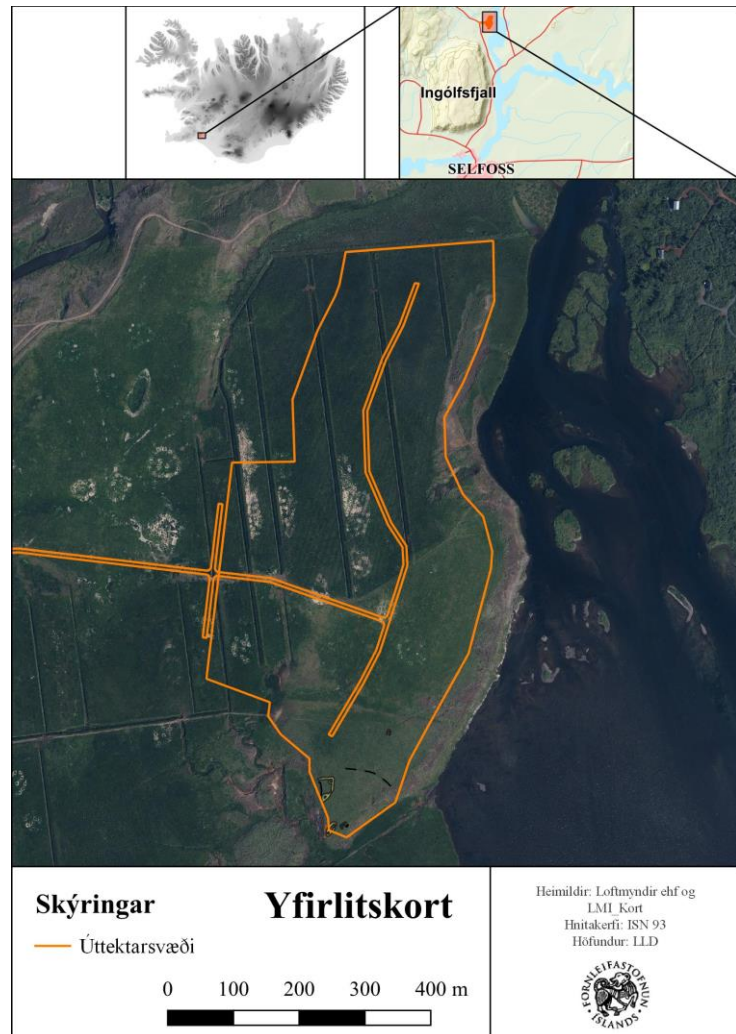 Ingólfsfjall
SELFOSS
Skýringar
Yfirlitskort
Úttektarsvæði
0 100 200 300 400 m
Heimildir: Loftmyndir ehf og
LMI_Kort
Hnitakerfi: ISN 93
Höfundur: LLD
FORNLEIFASTOFNUN
ÍSLANDS